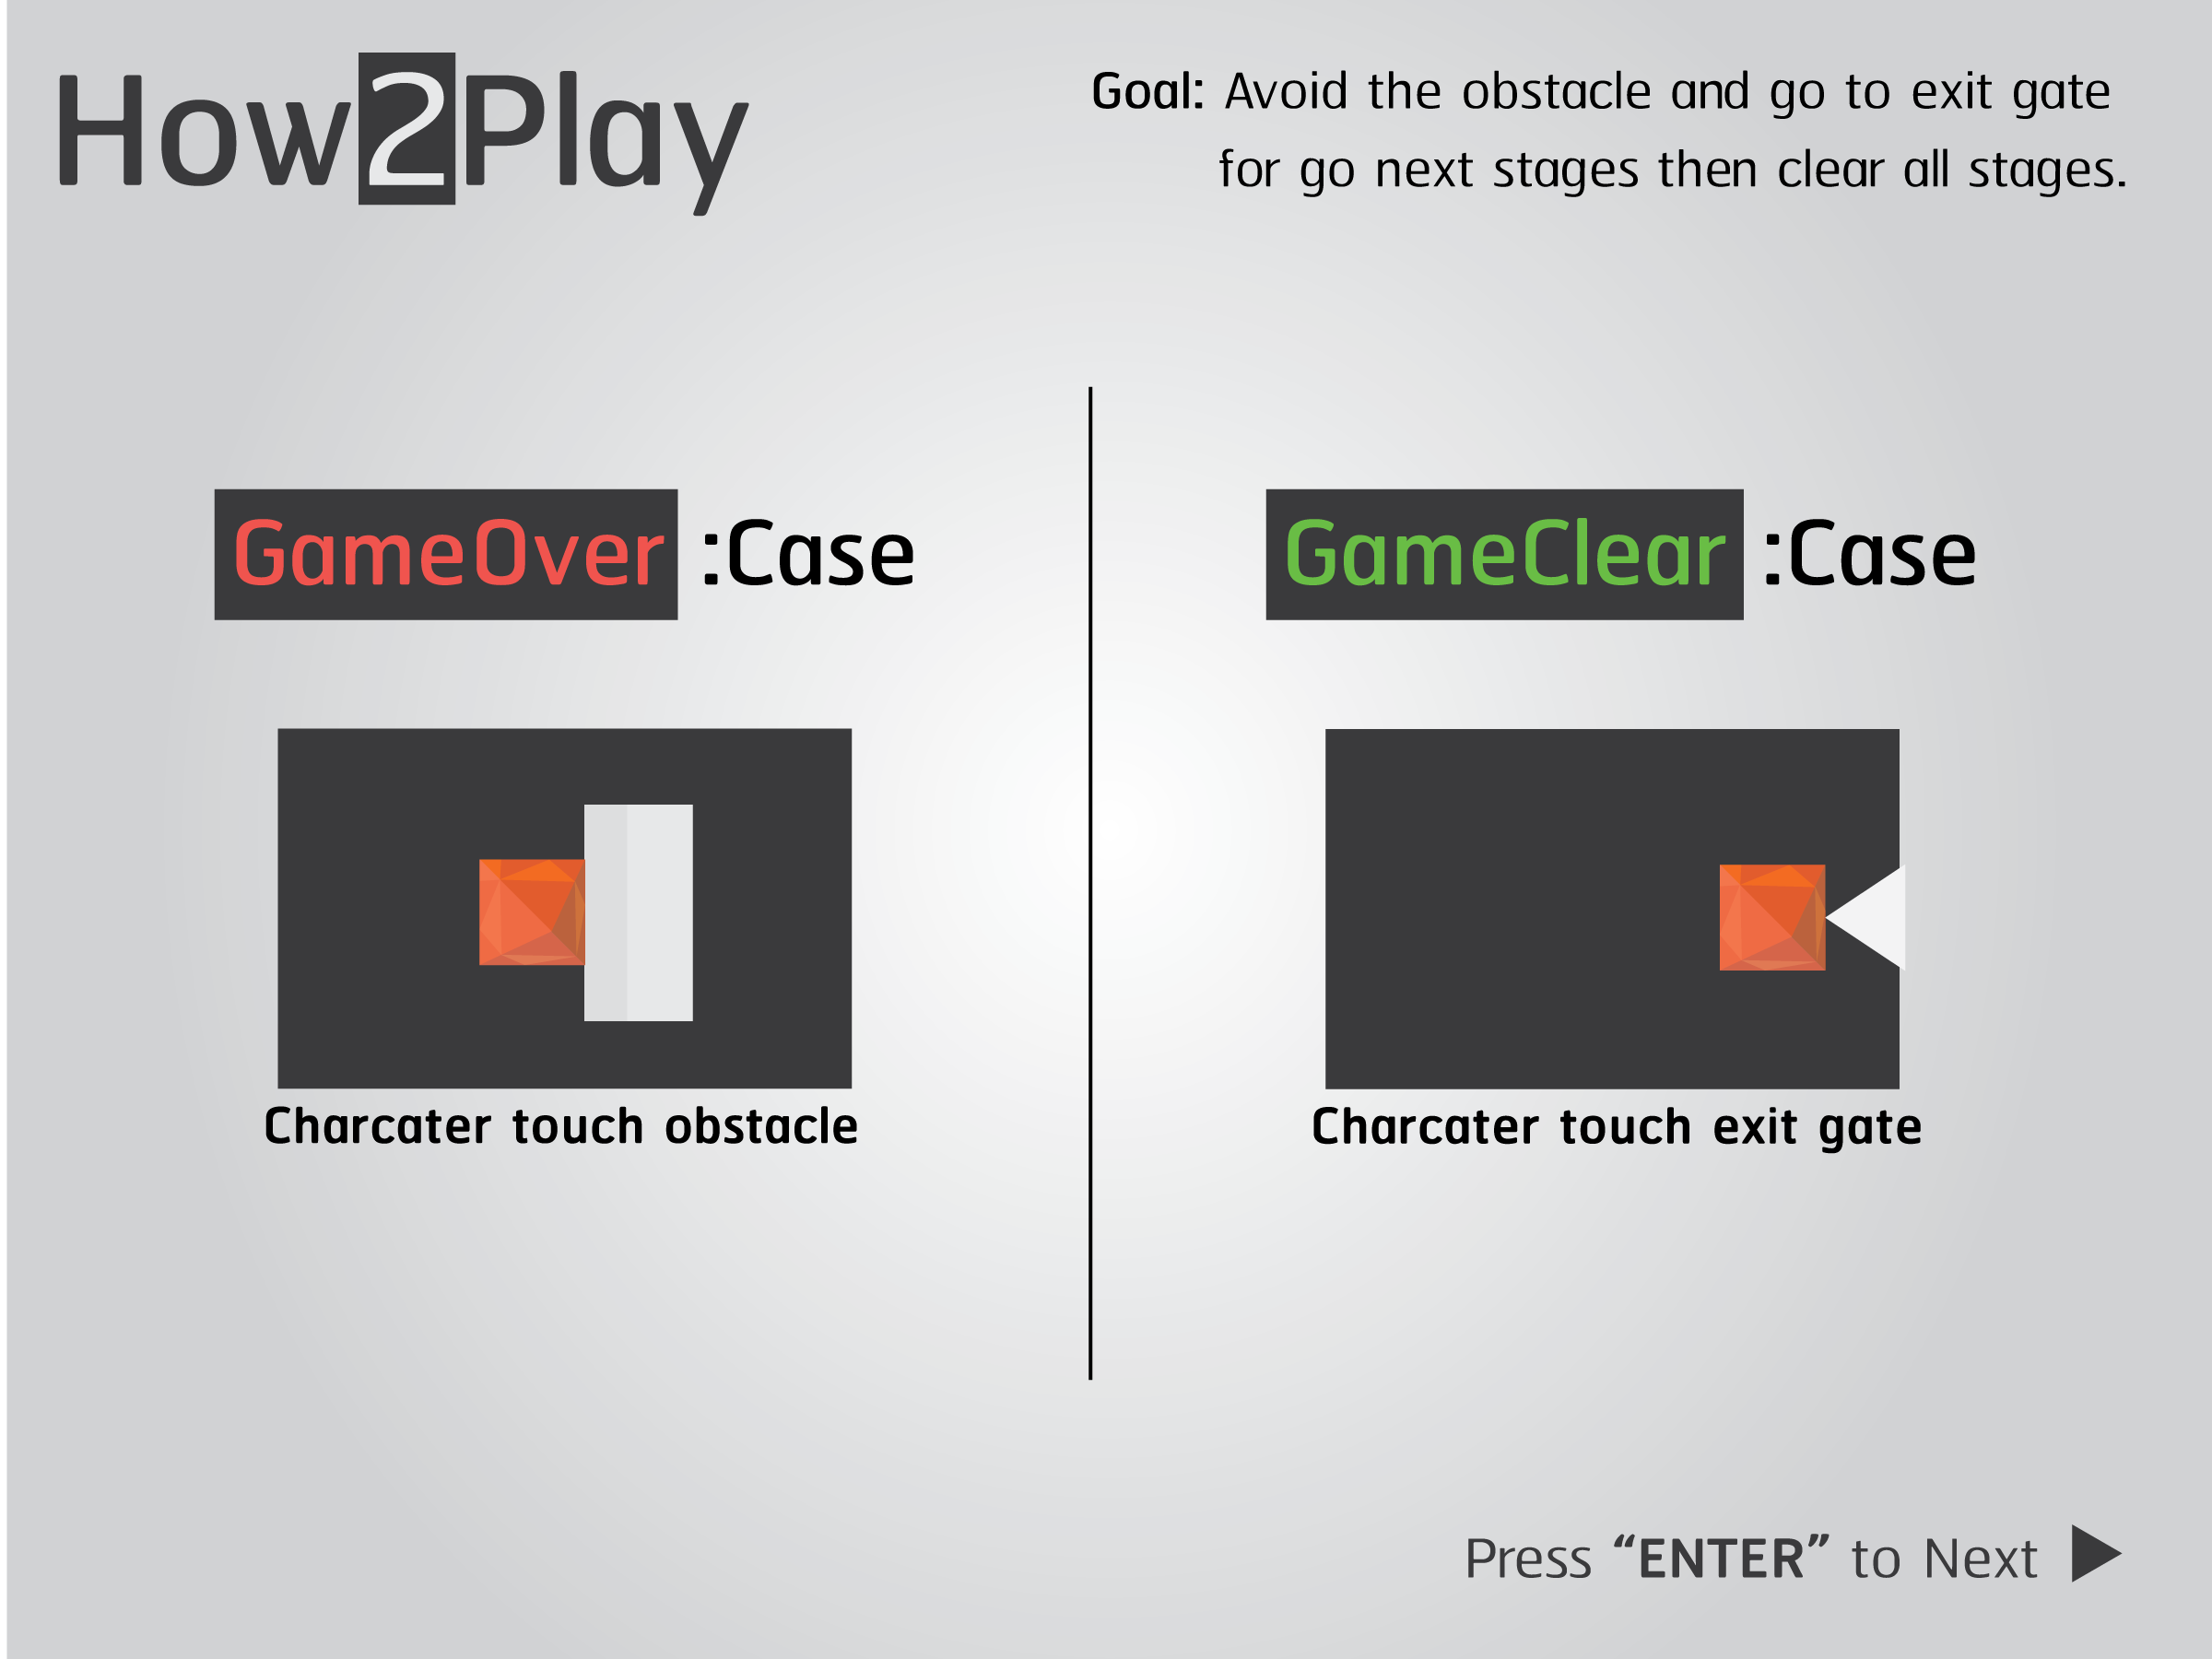 How2Play
Goal: Avoid the obstacle and go to exit gate
for go next stages then clear all stages.
GameOver :Case
Charcater touch obstacle
GameClear :Case
Charcater touch exit gate
Press “ENTER” to Next